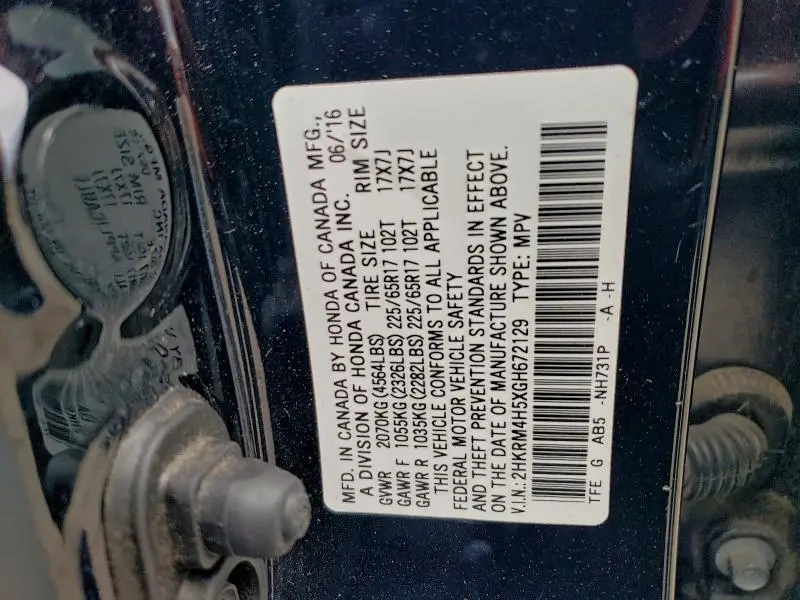 MFD. IN CANADA BY HONDA OF CANADA MFG.,
A DIVISION OF HONDA CANADA INC. 06/'16
GVWR 2070KG(4564LBS) TIRE SIZE RIM SIZE
GAWR F 1055KG(2326LBS) 225/65R17 102T 17X7J
GAWR R 1035KG(2282LBS) 225/65R17 102T 17X7J
THIS VEHICLE CONFORMS TO ALL APPLICABLE
FEDERAL MOTOR VEHICLE SAFETY
AND THEFT PREVENTION STANDARDS IN EFFECT
ON THE DATE OF MANUFACTURE SHOWN ABOVE.
V.I.N.: 2HKRM4H5XGH672129 TYPE: MPV
TFE G AB5 -NH731P -A -H